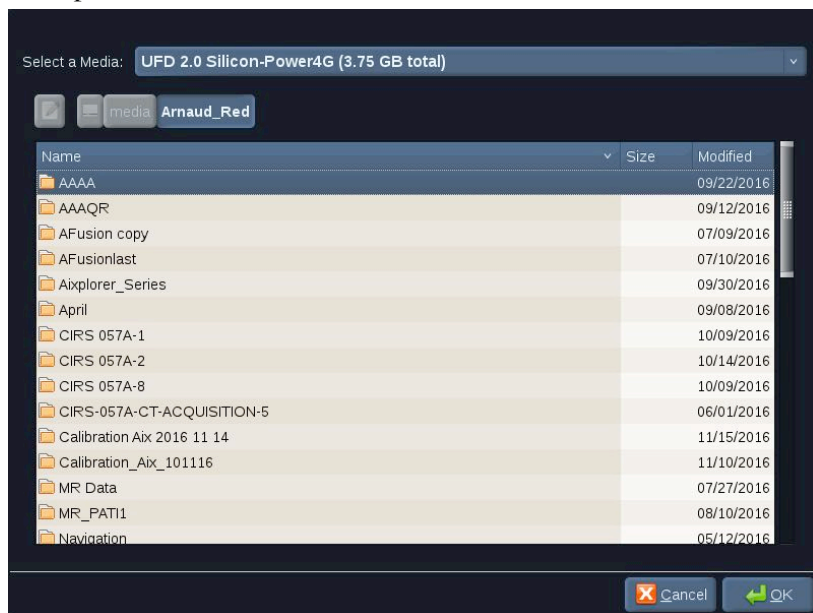 Select a Media: UFD 2.0 Silicon-Power4G (3.75 GB total)
media Arnaud_Red
Name Size Modified
AAAA 09/22/2016
AAAQR 09/12/2016
AFusion copy 07/09/2016
AFusionlast 07/10/2016
Aixplorer_Series 09/30/2016
April 09/08/2016
CIRS 057A-1 10/09/2016
CIRS 057A-2 10/14/2016
CIRS 057A-8 10/09/2016
CIRS-057A-CT-ACQUISITION-5 06/01/2016
Calibration Aix 2016 11 14 11/15/2016
Calibration_Aix_101116 11/10/2016
MR Data 07/27/2016
MR_PATI1 08/10/2016
Navigation 05/12/2016
Cancel OK